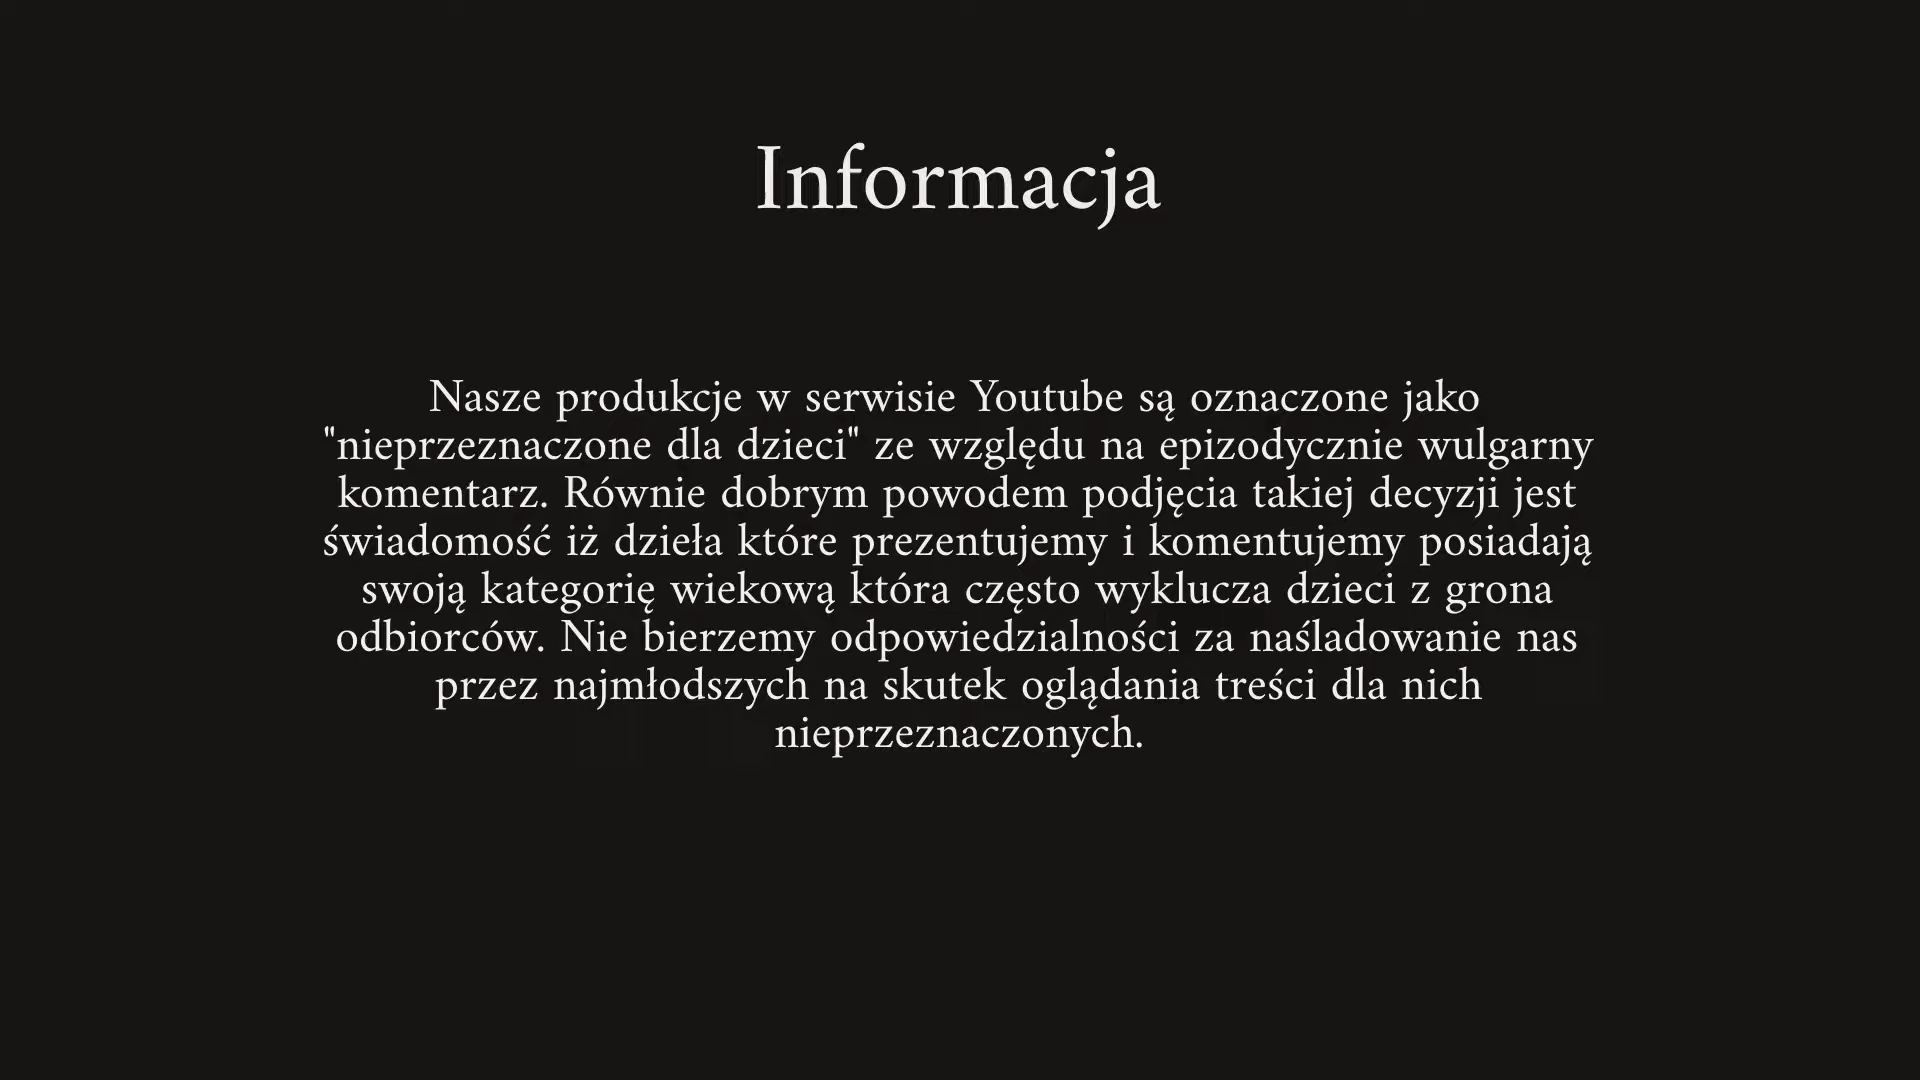 Informacja
Nasze produkcje w serwisie Youtube są oznaczone jako
"nieprzeznaczone dla dzieci" ze względu na epizodycznie wulgarny
komentarz. Równie dobrym powodem podjęcia takiej decyzji jest
świadomość iż dzieła które prezentujemy i komentujemy posiadają
swoją kategorię wiekową która często wyklucza dzieci z grona
odbiorców. Nie bierzemy odpowiedzialności za naśladowanie nas
przez najmłodszych na skutek oglądania treści dla nich
nieprzeznaczonych.